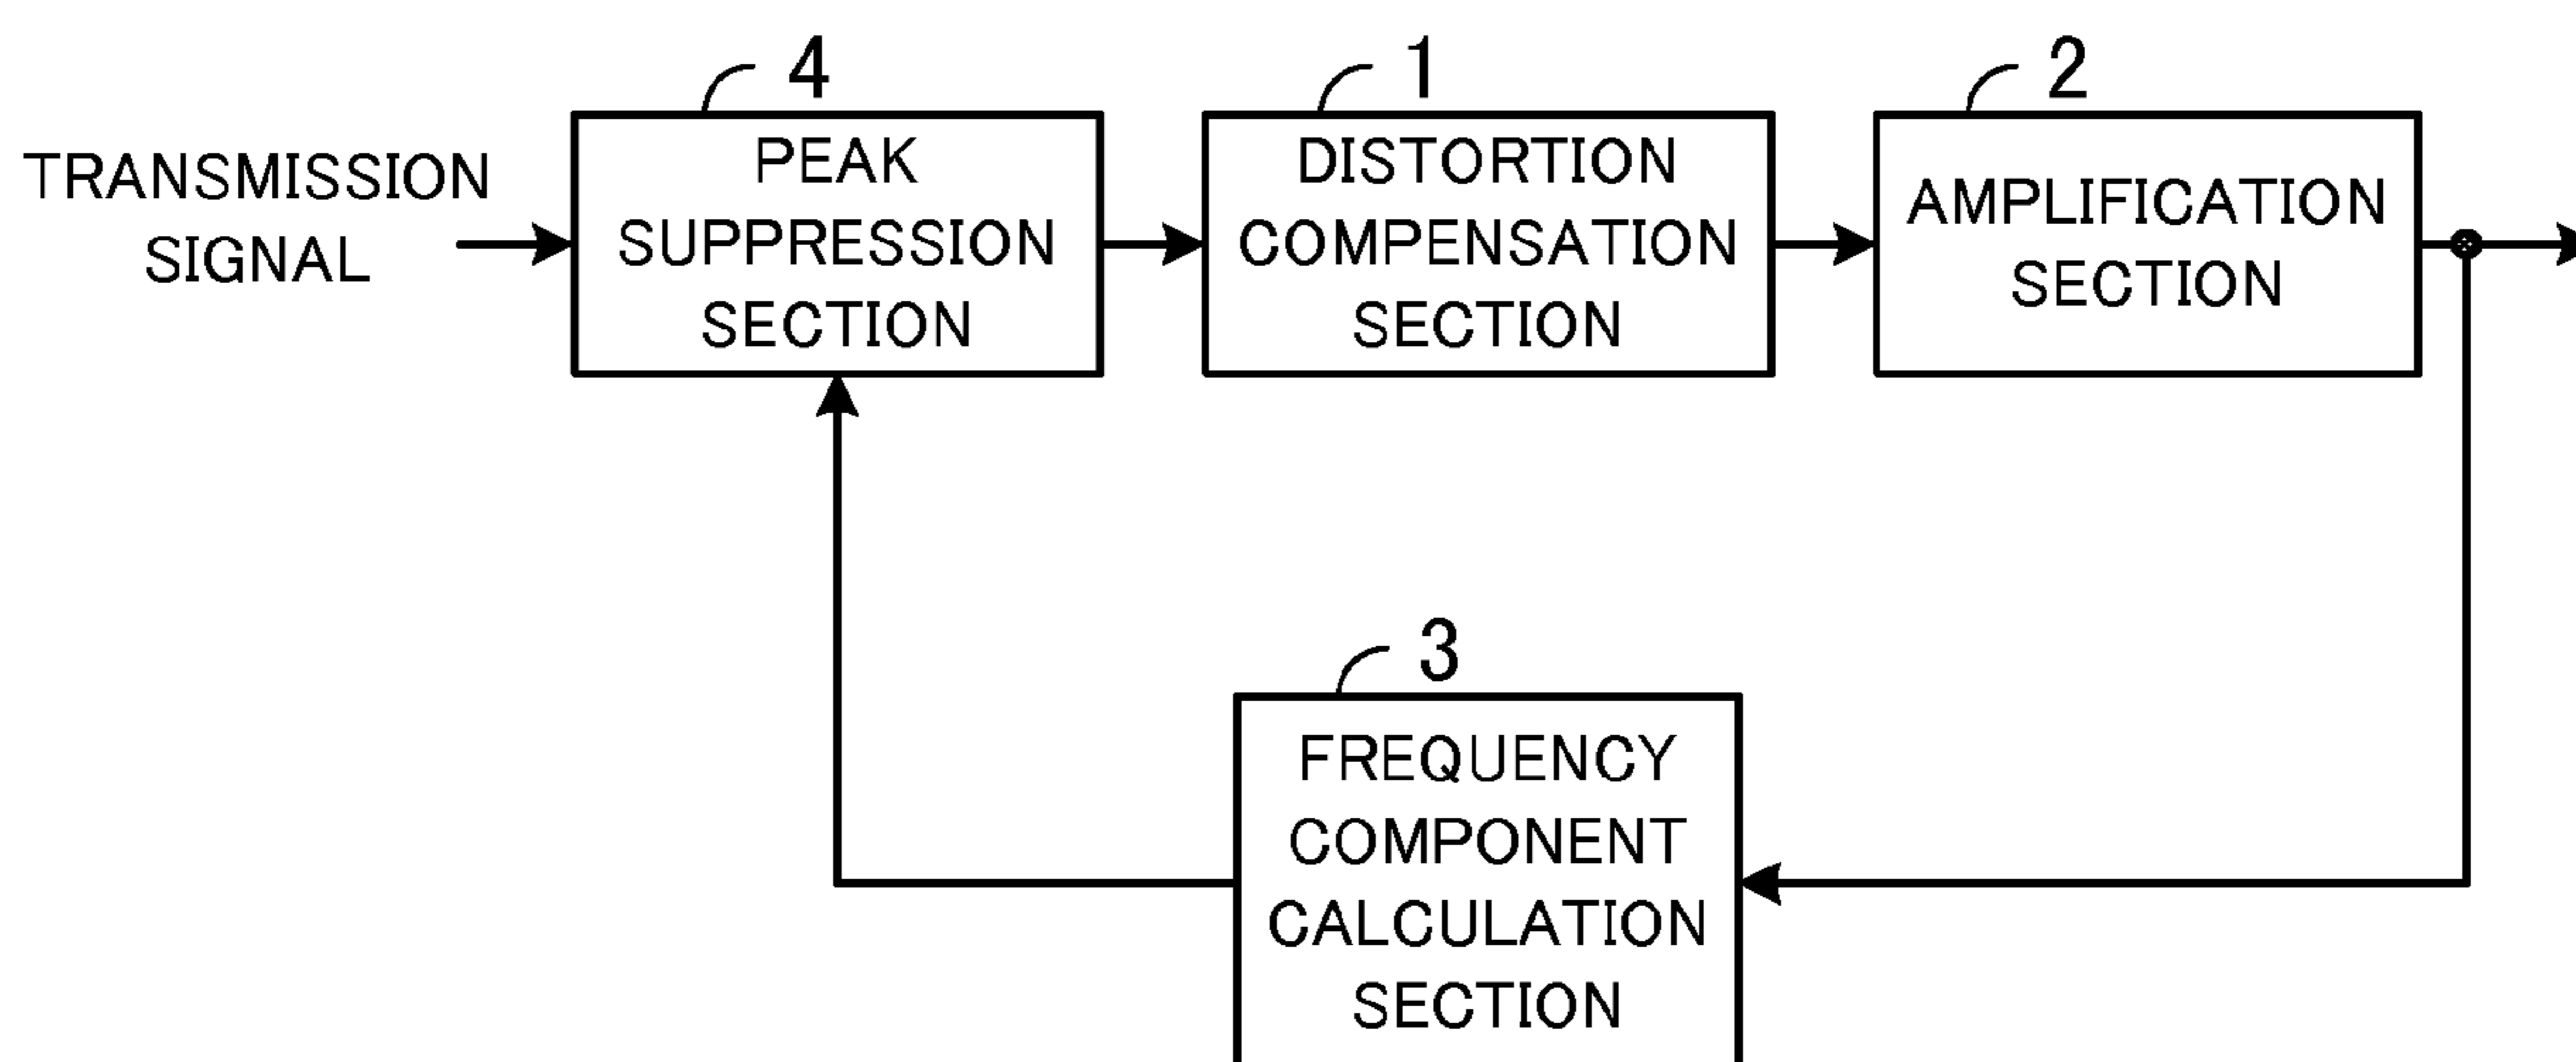 4
1
2
TRANSMISSION
SIGNAL
PEAK
SUPPRESSION
SECTION
DISTORTION
COMPENSATION
SECTION
AMPLIFICATION
SECTION
3
FREQUENCY
COMPONENT
CALCULATION
SECTION